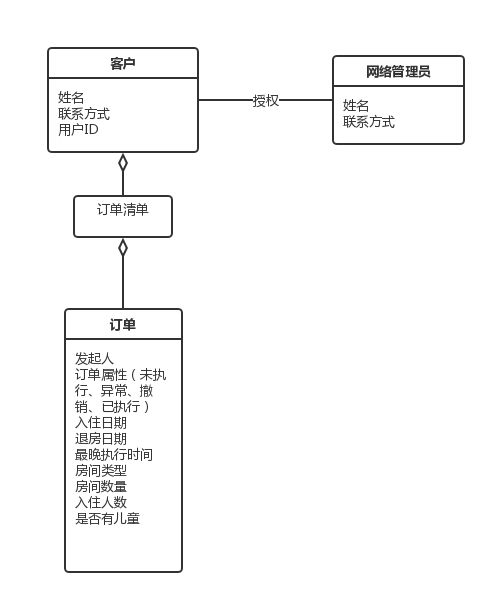 客户
姓名
联系方式
用户ID
授权
网络管理员
姓名
联系方式
订单清单
订单
发起人
订单属性（未执
行、异常、撤
销、已执行）
入住日期
退房日期
最晚执行时间
房间类型
房间数量
入住人数
是否有儿童